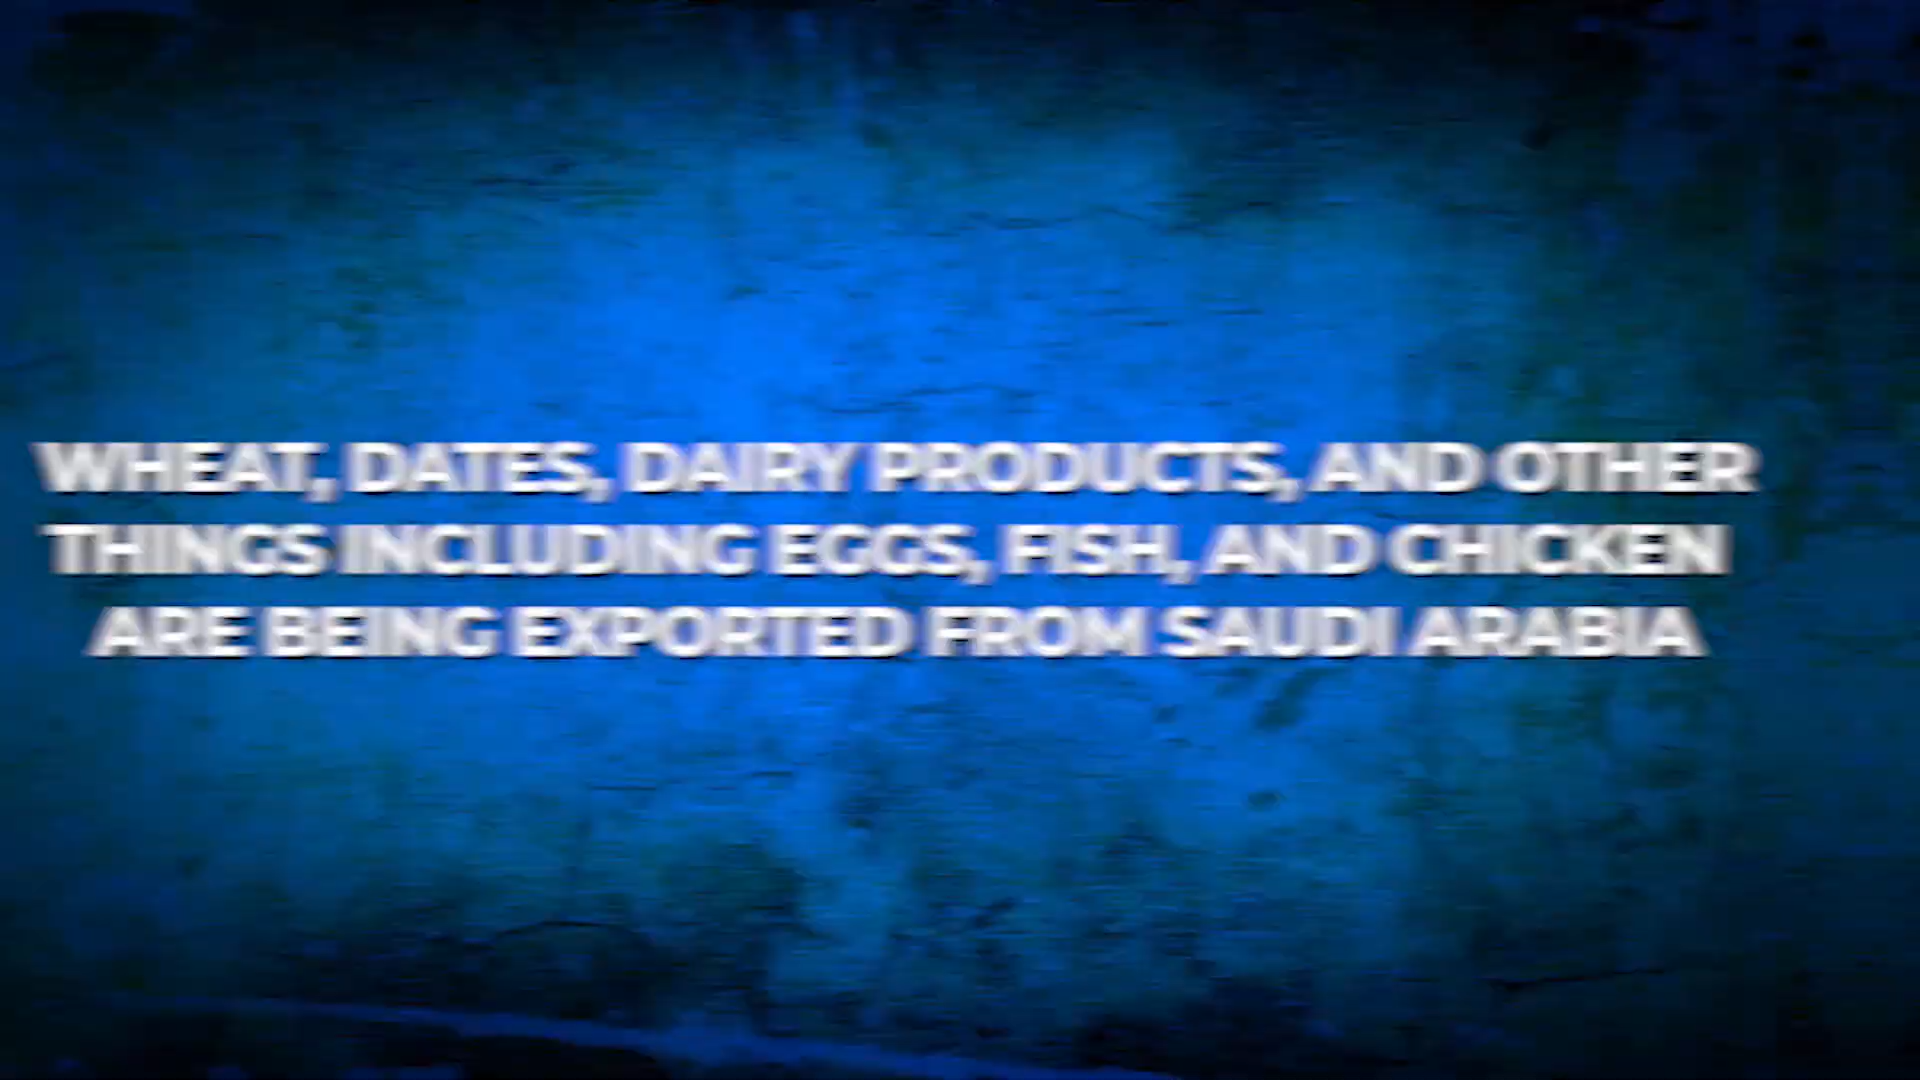 WHEAT, DATES, DAIRY PRODUCTS, AND OTHER
THINGS INCLUDING EGGS, FISH, AND CHICKEN
ARE BEING EXPORTED FROM SAUDI ARABIA